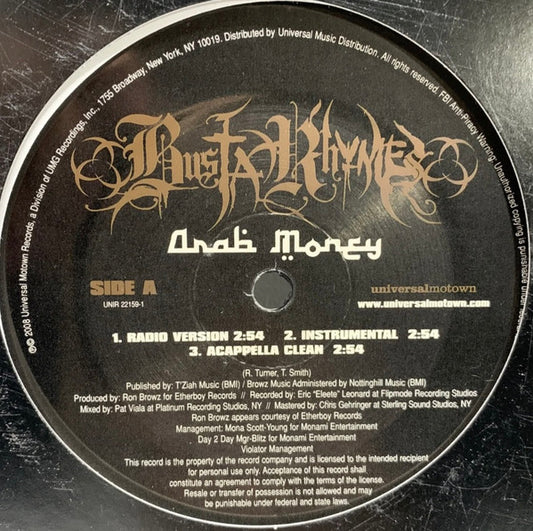 ℗© 2008 Universal Motown Records, a Division of UMG Recordings, Inc., 1755 Broadway, New York, NY 10019. Distributed by Universal Music Distribution. All rights reserved. FBI Anti-Piracy Warning: Unauthorized copying is punishable under
BUSTA RHYMES
Arab Money
SIDE A
UNIR 22159-1
universalmotown
www.universalmotown.com
1. RADIO VERSION 2:54 2. INSTRUMENTAL 2:54
3. ACAPPELLA CLEAN 2:54
(R. Turner, T. Smith)
Published by: T'Ziah Music (BMI) / Browz Music Administered by Nottinghill Music (BMI)
Produced by: Ron Browz for Etherboy Records // Recorded by: Eric "Eleete" Leonard at Flipmode Recording Studios
Mixed by: Pat Viala at Platinum Recording Studios, NY // Mastered by: Chris Gehringer at Sterling Sound Studios, NY
Ron Browz appears courtesy of Etherboy Records
Management: Mona Scott-Young for Monami Entertainment
Day 2 Day Mgr-Blitz for Monami Entertainment
Violator Management
This record is the property of the record company and is licensed to the intended recipient
for personal use only. Acceptance of this record shall
constitute an agreement to comply with the terms of the license.
Resale or transfer of possession is not allowed and may
be punishable under federal and state laws.